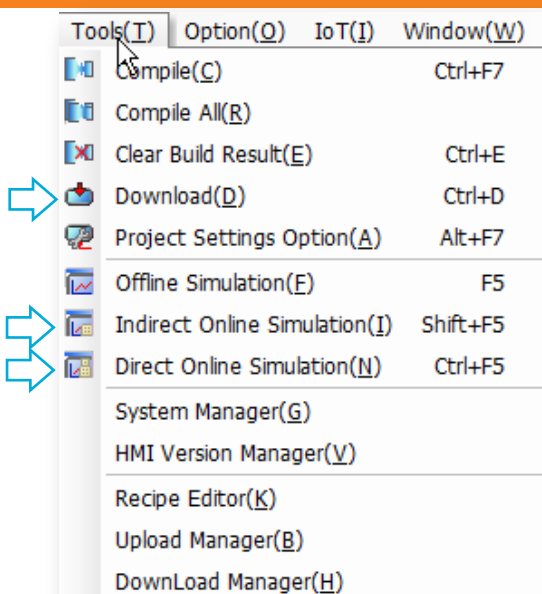 Tools(T) Option(O) IoT(I) Window(W)
Compile(C) Ctrl+F7
Compile All(R)
Clear Build Result(E) Ctrl+E
Download(D) Ctrl+D
Project Settings Option(A) Alt+F7
Offline Simulation(F) F5
Indirect Online Simulation(I) Shift+F5
Direct Online Simulation(N) Ctrl+F5
System Manager(G)
HMI Version Manager(V)
Recipe Editor(K)
Upload Manager(B)
DownLoad Manager(H)